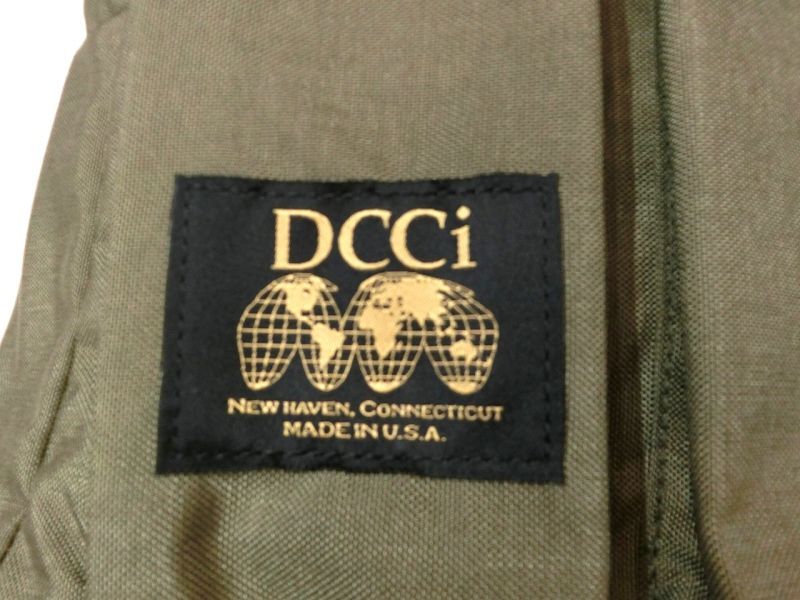 DCCi
NEW HAVEN, CONNECTICUT
MADE IN U.S.A.